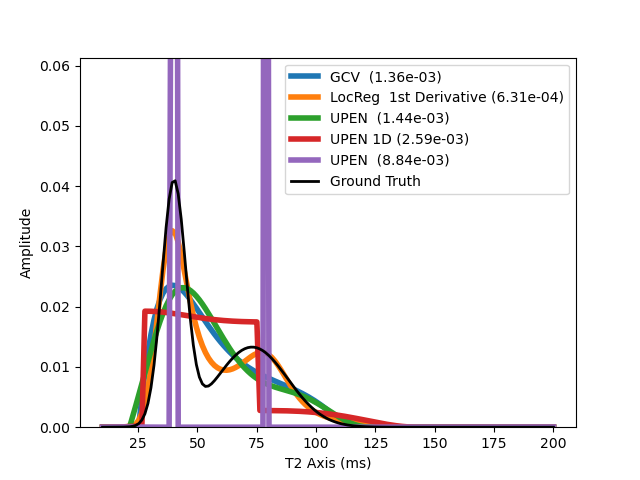 0.06
0.05
0.04
0.03
0.02
0.01
0.00
Amplitude
GCV  (1.36e-03)
LocReg  1st Derivative (6.31e-04)
UPEN  (1.44e-03)
UPEN 1D (2.59e-03)
UPEN  (8.84e-03)
Ground Truth
25 50 75 100 125 150 175 200
T2 Axis (ms)